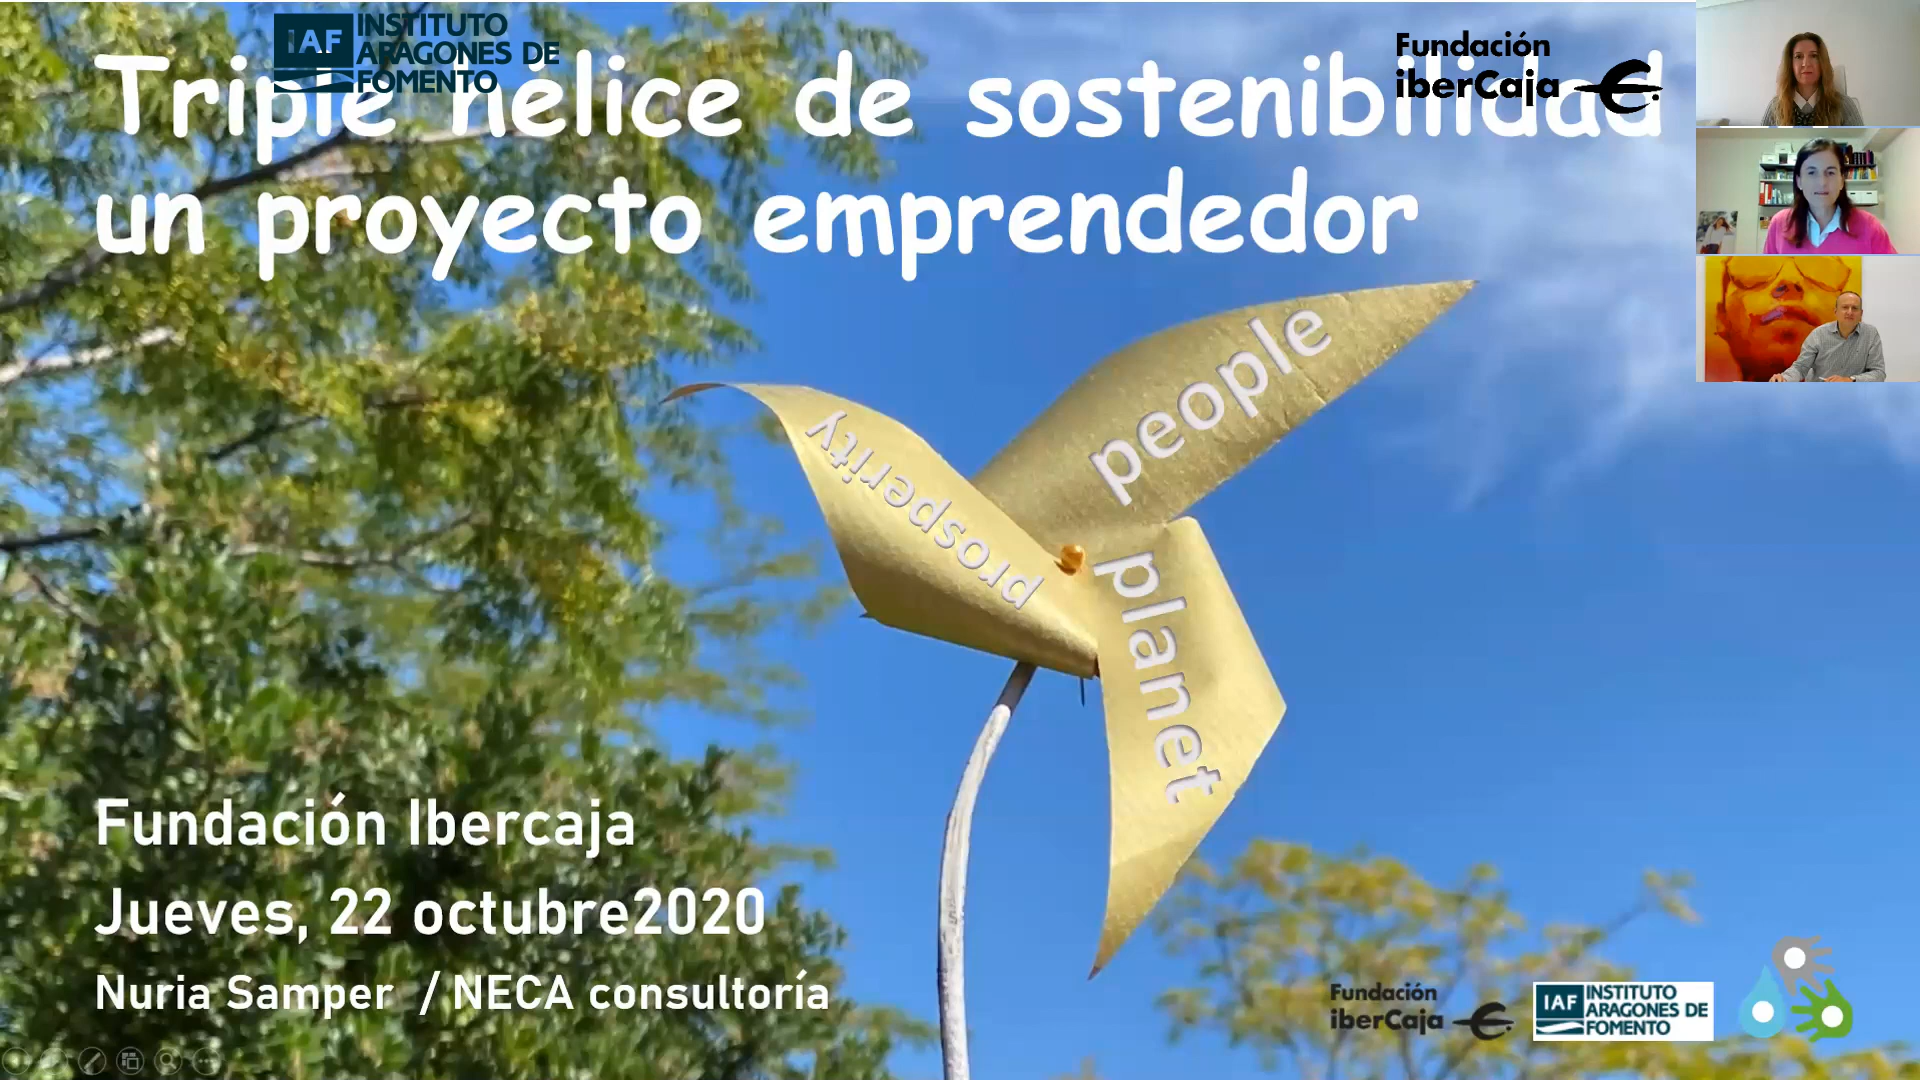 IAF INSTITUTO
ARAGONES DE
FOMENTO
Fundación
iberCaja
Triple hélice de sostenibilidad
un proyecto emprendedor
people
prosperity
planet
Fundación Ibercaja
Jueves, 22 octubre2020
Nuria Samper / NECA consultoría
Fundación
iberCaja
IAF INSTITUTO
ARAGONES DE
FOMENTO